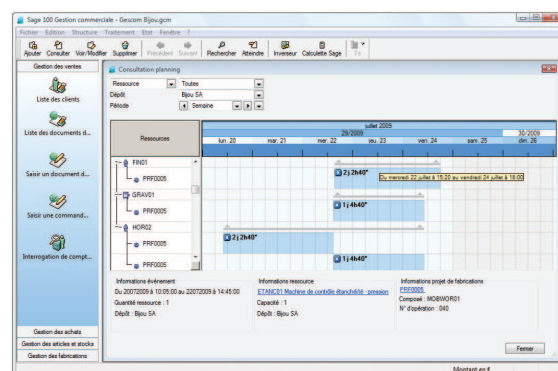 Sage 100 Gestion commerciale - Gescom Bijou.gcm
Fichier Edition Structure Traitement Etat Fenêtre ?
Ajouter Consulter Voir/Modifier Supprimer Précédent Suivant Rechercher Atteindre Inverseur Calculette Sage Tri
Gestion des ventes
Liste des clients
Liste des documents d...
Saisir un document d...
Saisir une command...
Interrogation de compt...
Gestion des achats
Gestion des articles et stocks
Gestion des fabrications
Consultation planning
Ressource Toutes
Dépôt Bijou SA
Période Semaine
Ressources
juillet 2009
29/2009 30/2009
lun. 20 mar. 21 mer. 22 jeu. 23 ven. 24 sam. 25 dim. 26
FIN01
PRF0005 2 j 2h40" Du mercredi 22 juillet à 15:20 au vendredi 24 juillet à 18:00
GRAV01
PRF0005 1 j 4h40"
HOR02
PRF0005 2 j 2h40"
PRF0005 1 j 4h40"
Informations événement
Du 20072009 à 10:05:00 au 22072009 à 14:45:00
Quantité ressource : 1
Dépôt : Bijou SA
Informations ressource
ETANC01 Machine de contrôle étanchéité - pression
Capacité : 1
Dépôt : Bijou SA
Informations projet de fabrications
PRF0005
Composé : MOBWOR01
N° d'opération : 040
Fermer
Montant en €